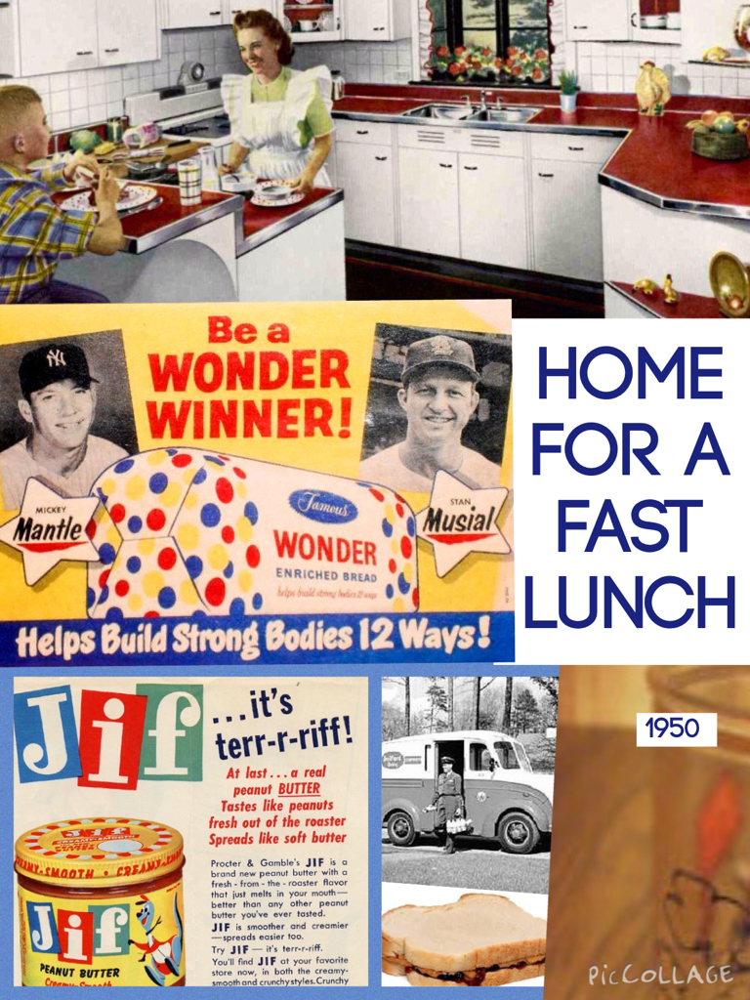 Be a
WONDER
WINNER!
NY
MICKEY
Mantle
STAN
Musial
Famous
WONDER
ENRICHED BREAD
helps build strong bodies 12 ways
Helps Build Strong Bodies 12 Ways!
HOME
FOR A
FAST
LUNCH
Jif
...it's
terr-r-riff!
At last...a real
peanut BUTTER
Tastes like peanuts
fresh out of the roaster
Spreads like soft butter
Procter & Gamble's JIF is a
brand new peanut butter with a
fresh-from-the-roaster flavor
that just melts in your mouth—
better than any other peanut
butter you've ever tasted.
JIF is smoother and creamier
—spreads easier too.
Try JIF — it's terr-r-riff.
You'll find JIF at your favorite
store now, in both the creamy-
smooth and crunchy styles. Crunchy
Jif
CREAMY-SMOOTH
AMY-SMOOTH • CREAMY-
Jif
PEANUT BUTTER
Creamy-Smooth
1950
PICCOLLAGE